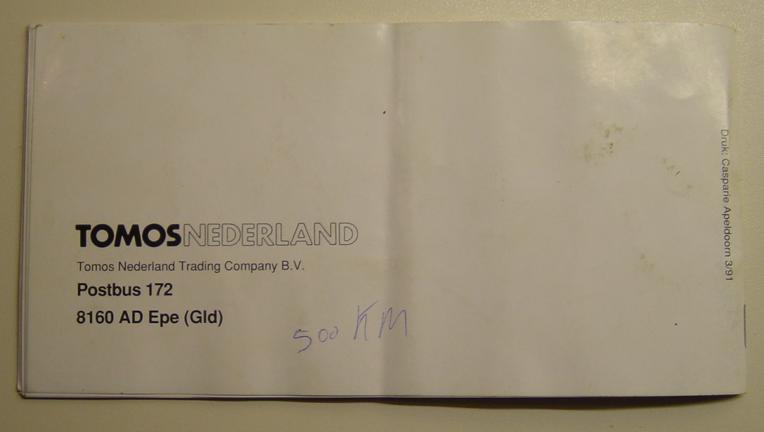 TOMOSNEDERLAND
Tomos Nederland Trading Company B.V.
Postbus 172
8160 AD Epe (Gld)
500 KM
Druk: Casparie Apeldoorn 3/91